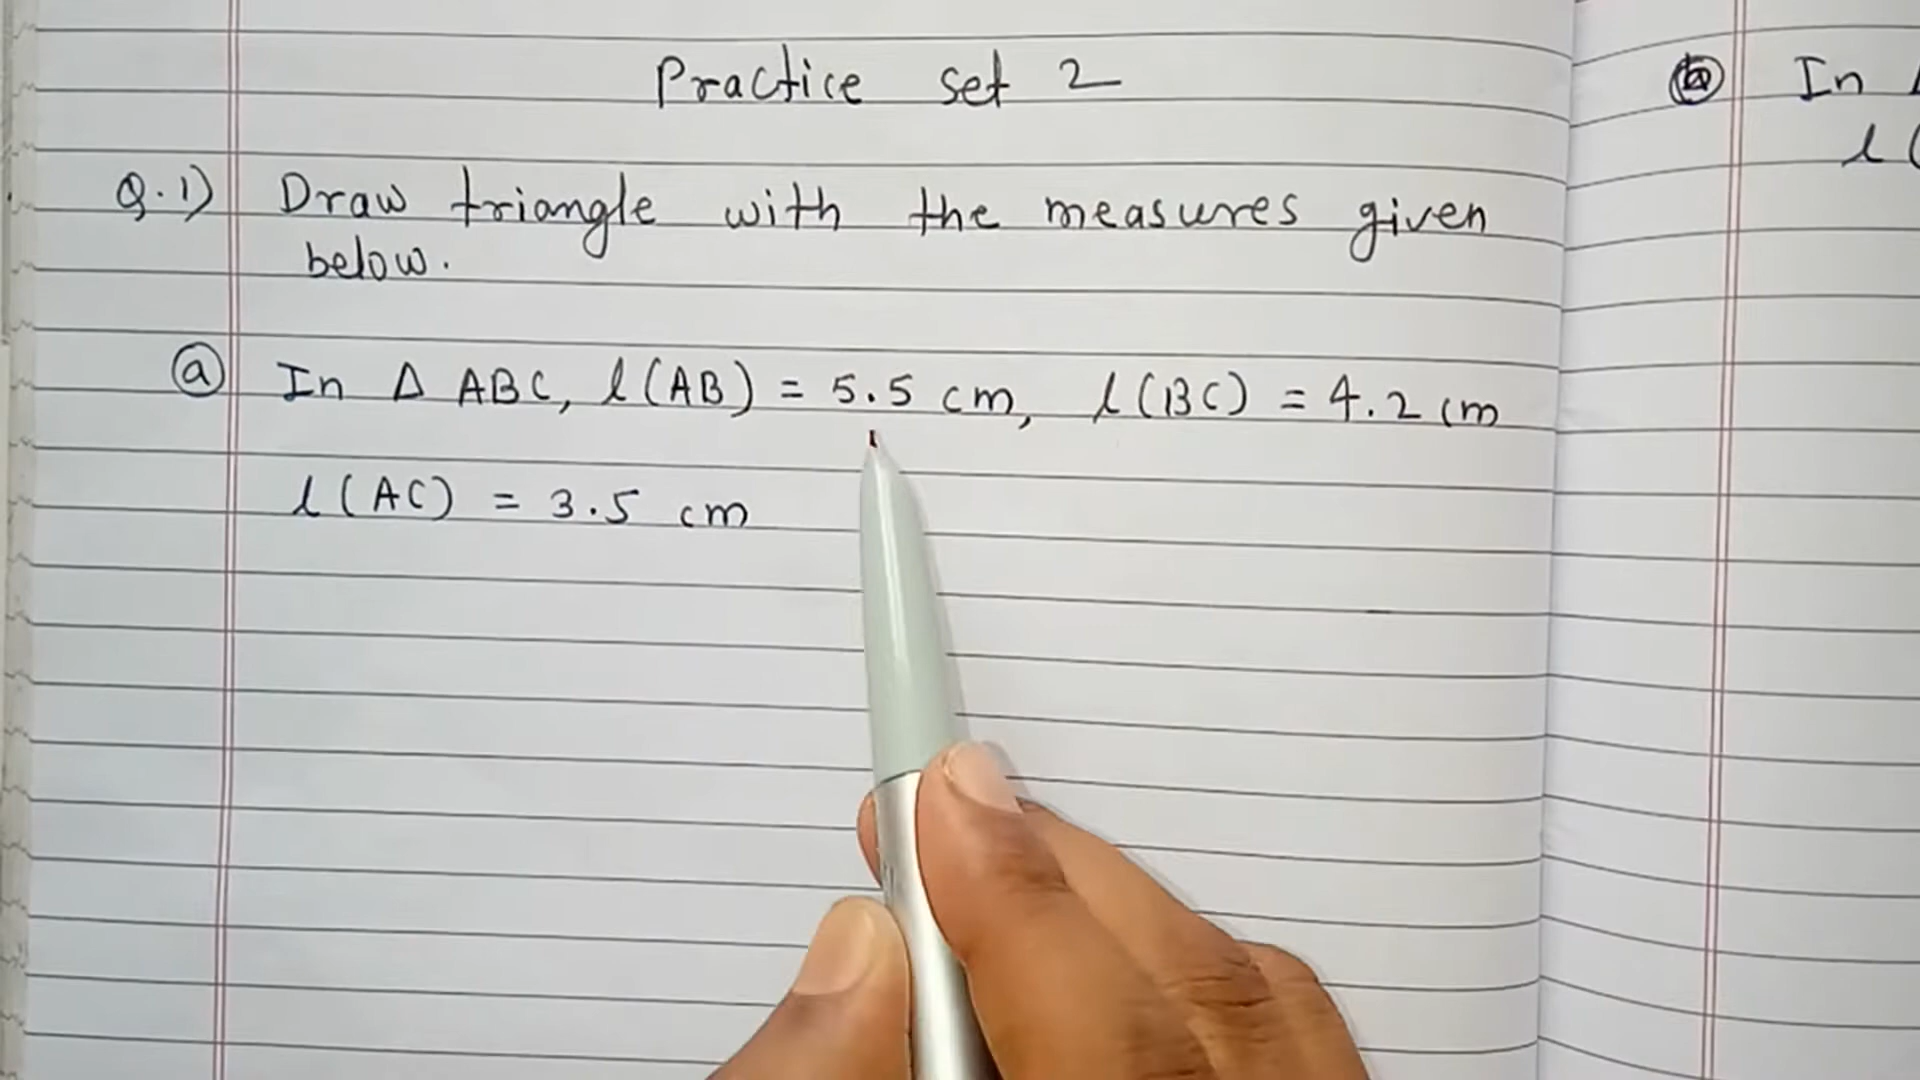 Practice set 2
Q.1) Draw triangle with the measures given
below.
ⓐ In Δ ABC, l(AB) = 5.5 cm, l(BC) = 4.2 cm
l(AC) = 3.5 cm
ⓑ In
l(